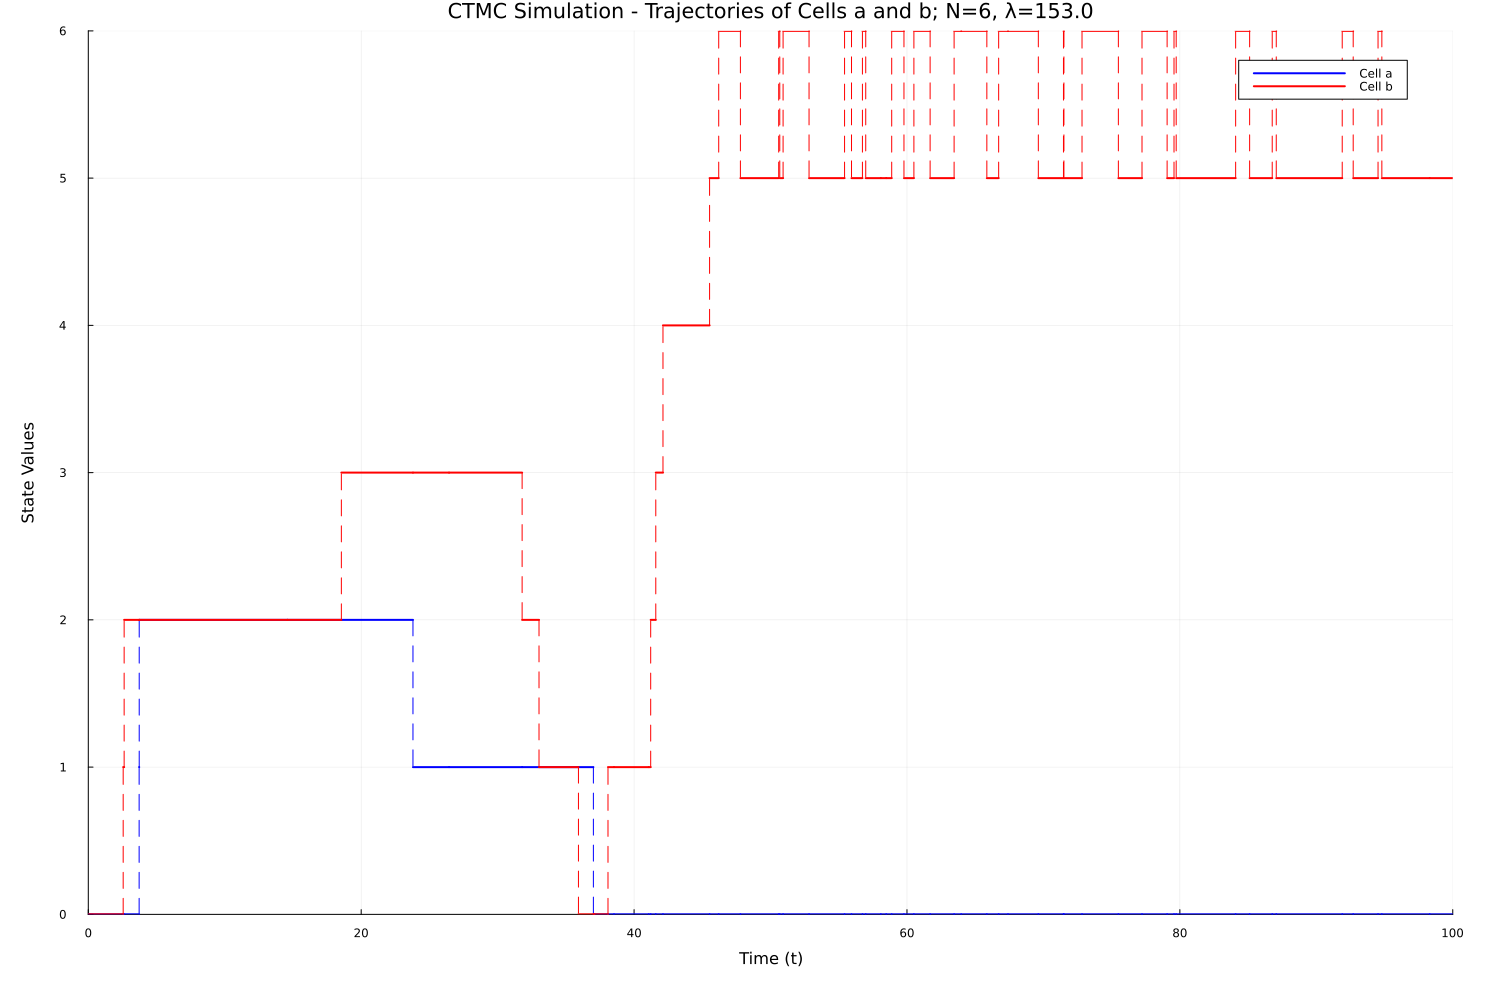 CTMC Simulation - Trajectories of Cells a and b; N=6, λ=153.0
6
Cell a
Cell b
5
4
State Values
3
2
1
0
0 20 40 60 80 100
Time (t)